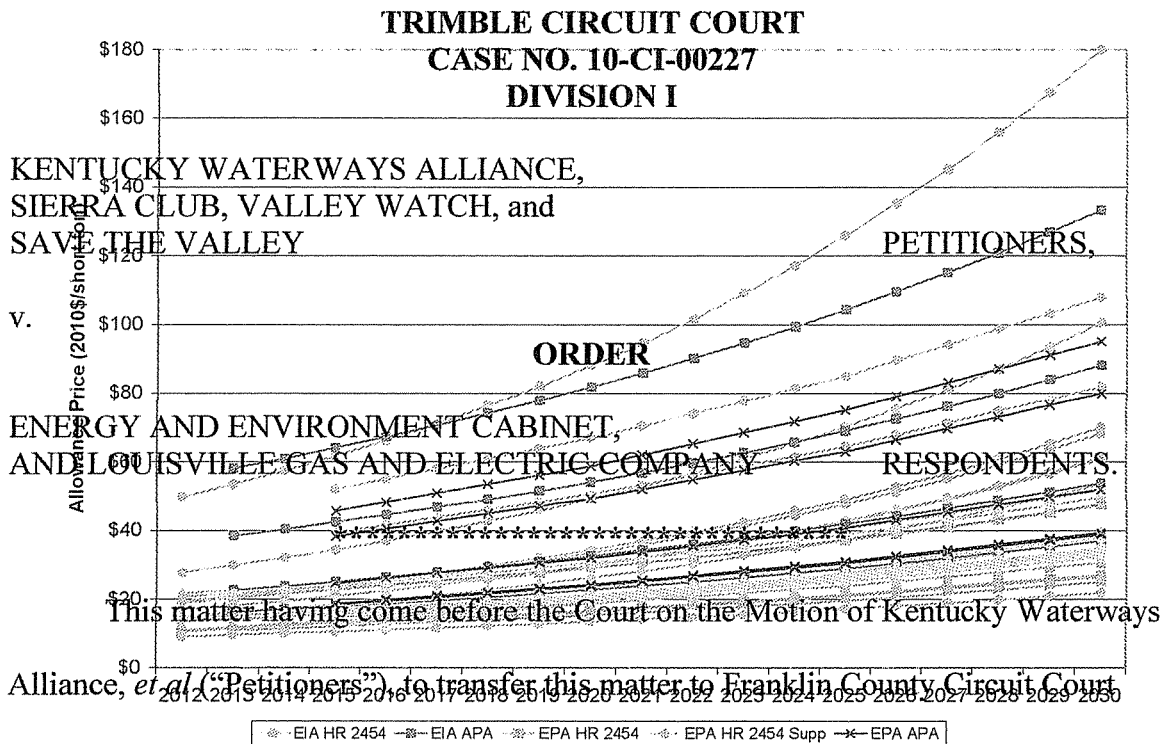 TRIMBLE CIRCUIT COURT
CASE NO. 10-CI-00227
DIVISION I
KENTUCKY WATERWAYS ALLIANCE,
SIERRA CLUB, VALLEY WATCH, and
SAVE THE VALLEY PETITIONERS,
v.
ORDER
ENERGY AND ENVIRONMENT CABINET,
AND LOUISVILLE GAS AND ELECTRIC COMPANY RESPONDENTS.
****************************
This matter having come before the Court on the Motion of Kentucky Waterways
Alliance, et al ("Petitioners"), to transfer this matter to Franklin County Circuit Court
Allowance Price (2010$/short ton)
$180
$160
$140
$120
$100
$80
$60
$40
$20
$0
2012 2013 2014 2015 2016 2017 2018 2019 2020 2021 2022 2023 2024 2025 2026 2027 2028 2029 2030
EIA HR 2454 EIA APA EPA HR 2454 EPA HR 2454 Supp EPA APA